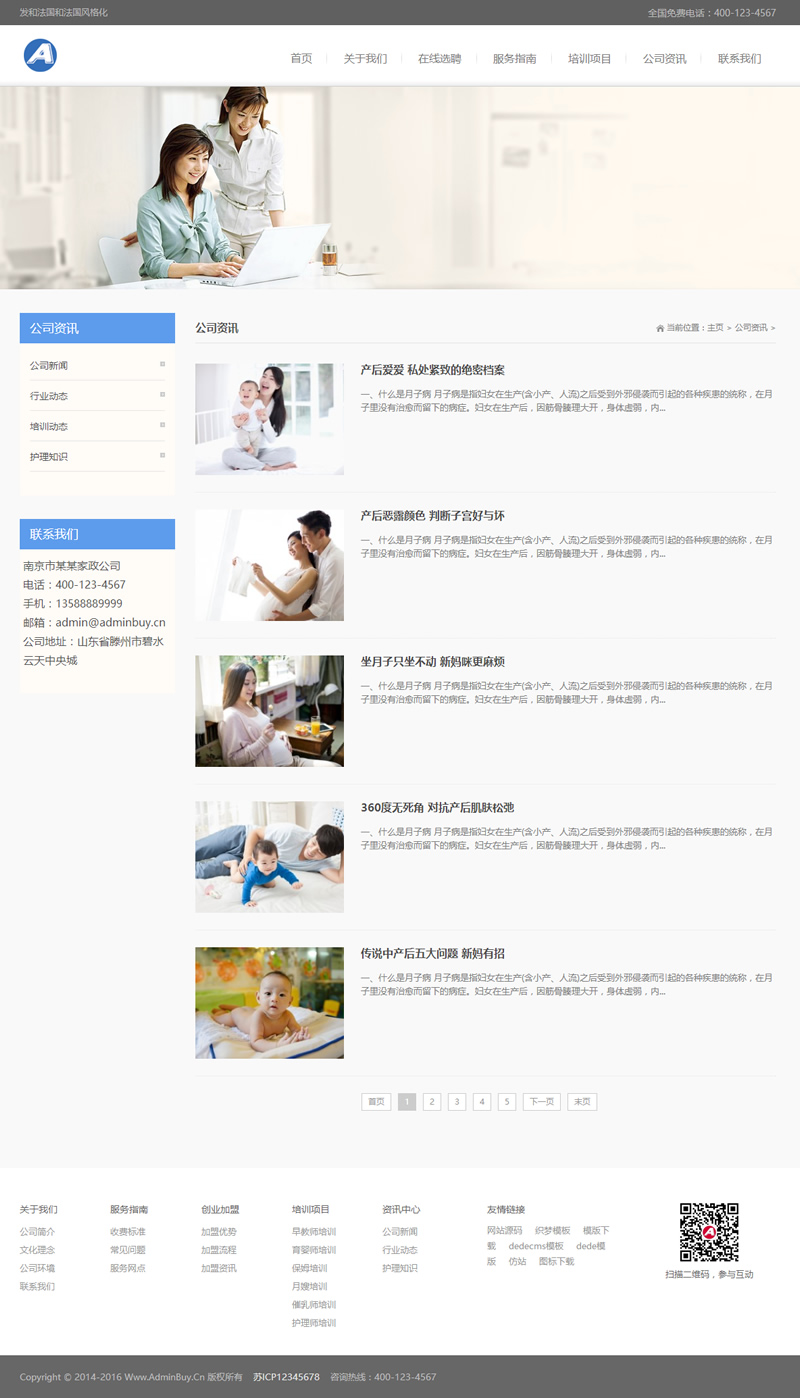 发和法国和法国风格化
全国免费电话：400-123-4567
首页 关于我们 在线选聘 服务指南 培训项目 公司资讯 联系我们
公司资讯
公司新闻
行业动态
培训动态
护理知识
联系我们
南京市某某家政公司
电话：400-123-4567
手机：13588889999
邮箱：admin@adminbuy.cn
公司地址：山东省滕州市碧水
云天中央城
公司资讯
当前位置：主页 > 公司资讯 >
产后爱爱 私处紧致的绝密档案
一、什么是月子病 月子病是指妇女在生产(含小产、人流)之后受到外邪侵袭而引起的各种疾患的统称，在月
子里没有治愈而留下的病症。妇女在生产后，因筋骨腠理大开，身体虚弱，内...
产后恶露颜色 判断子宫好与坏
一、什么是月子病 月子病是指妇女在生产(含小产、人流)之后受到外邪侵袭而引起的各种疾患的统称，在月
子里没有治愈而留下的病症。妇女在生产后，因筋骨腠理大开，身体虚弱，内...
坐月子只坐不动 新妈咪更麻烦
一、什么是月子病 月子病是指妇女在生产(含小产、人流)之后受到外邪侵袭而引起的各种疾患的统称，在月
子里没有治愈而留下的病症。妇女在生产后，因筋骨腠理大开，身体虚弱，内...
360度无死角 对抗产后肌肤松弛
一、什么是月子病 月子病是指妇女在生产(含小产、人流)之后受到外邪侵袭而引起的各种疾患的统称，在月
子里没有治愈而留下的病症。妇女在生产后，因筋骨腠理大开，身体虚弱，内...
传说中产后五大问题 新妈有招
一、什么是月子病 月子病是指妇女在生产(含小产、人流)之后受到外邪侵袭而引起的各种疾患的统称，在月
子里没有治愈而留下的病症。妇女在生产后，因筋骨腠理大开，身体虚弱，内...
首页 1 2 3 4 5 下一页 末页
关于我们
公司简介
文化理念
公司环境
联系我们
服务指南
收费标准
常见问题
服务网点
创业加盟
加盟优势
加盟流程
加盟资讯
培训项目
早教师培训
育婴师培训
保姆培训
月嫂培训
催乳师培训
护理师培训
资讯中心
公司新闻
行业动态
护理知识
友情链接
网站源码 织梦模板 模版下
载 dedecms模板 dede模
版 仿站 图标下载
扫描二维码，参与互动
Copyright © 2014-2016 Www.AdminBuy.Cn 版权所有 苏ICP12345678 咨询热线：400-123-4567